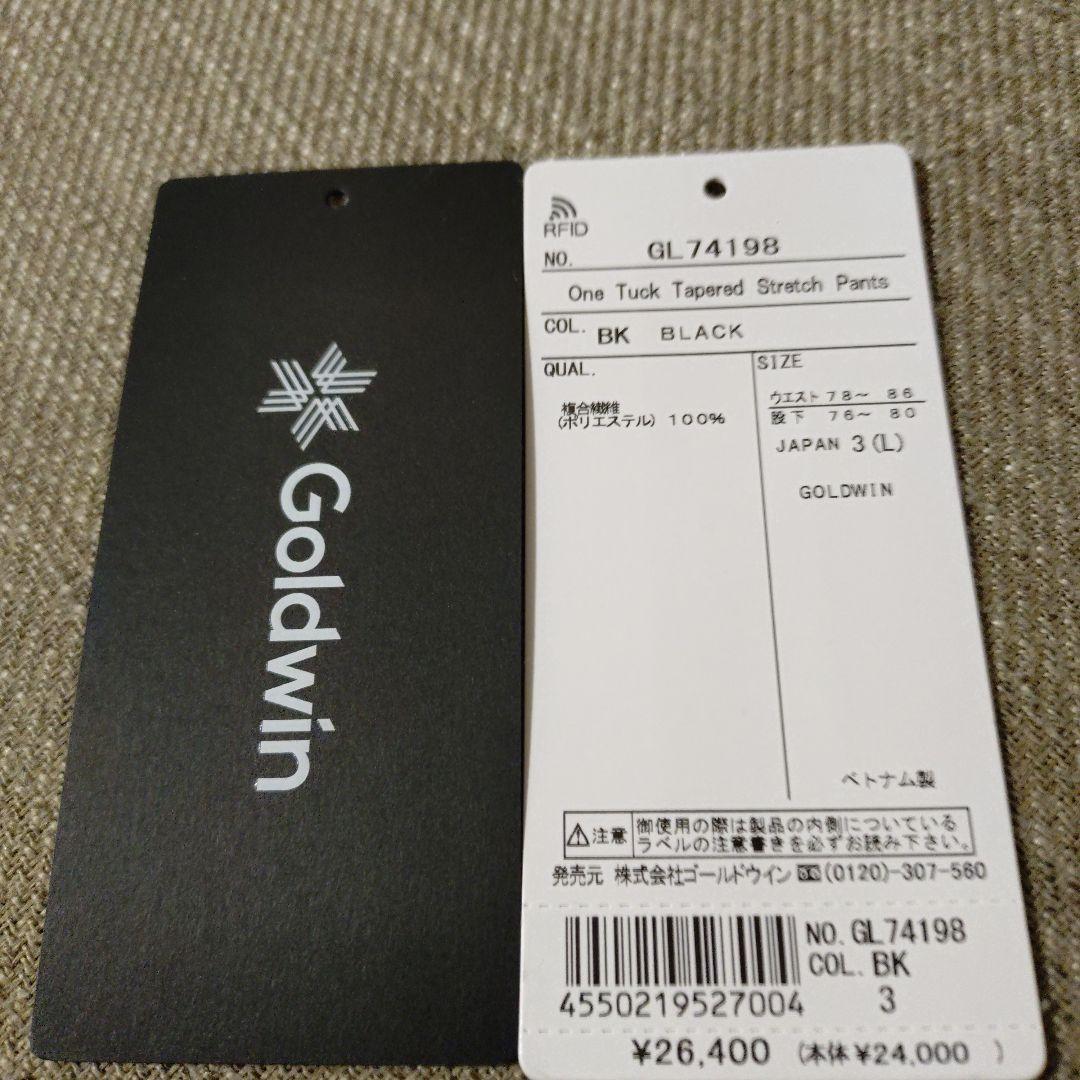 Goldwin
RFID
NO. GL74198
One Tuck Tapered Stretch Pants
COL. BK BLACK
QUAL.
複合繊維
(ポリエステル) 100%
SIZE
ウエスト 78～ 86
股下 76～ 80
JAPAN 3(L)
GOLDWIN
ベトナム製
注意 御使用の際は製品の内側についている
ラベルの注意書きを必ずお読み下さい。
発売元 株式会社ゴールドウイン (0120)-307-560
NO. GL74198
COL. BK
3
4550219527004
¥26,400 (本体¥24,000 )